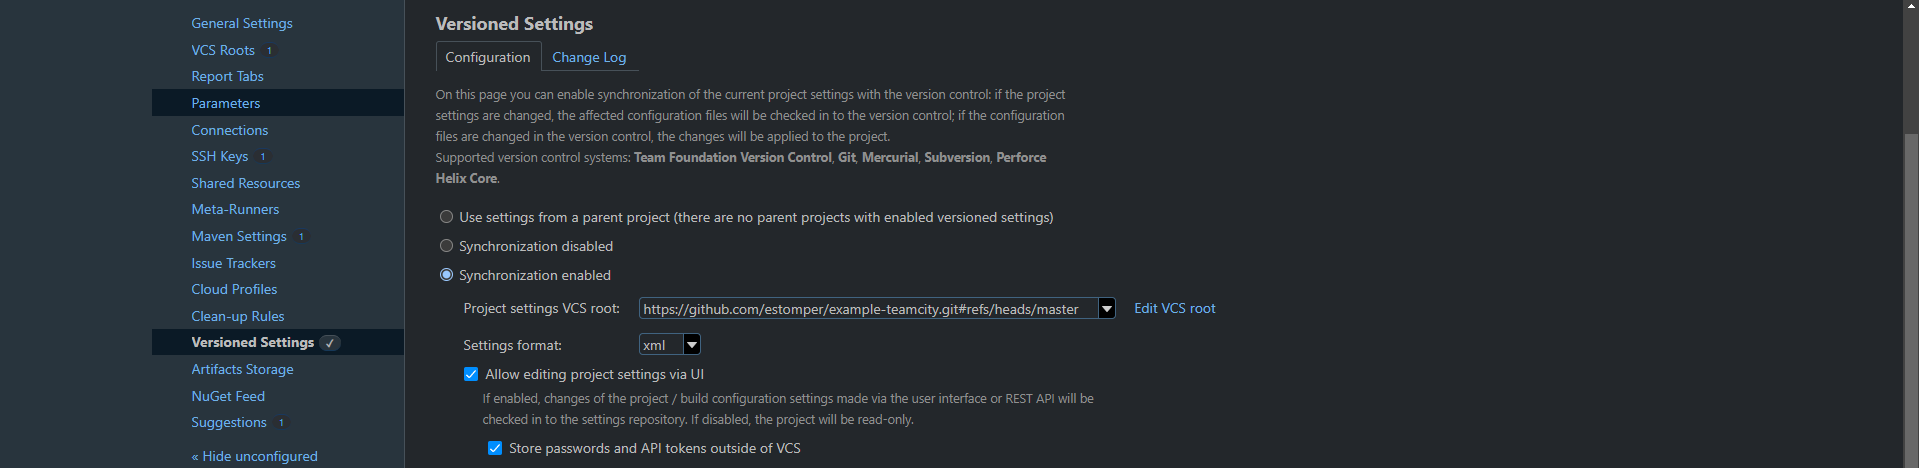 General Settings
VCS Roots 1
Report Tabs
Parameters
Connections
SSH Keys 1
Shared Resources
Meta-Runners
Maven Settings 1
Issue Trackers
Cloud Profiles
Clean-up Rules
Versioned Settings ✓
Artifacts Storage
NuGet Feed
Suggestions 1
« Hide unconfigured
Versioned Settings
Configuration Change Log
On this page you can enable synchronization of the current project settings with the version control: if the project
settings are changed, the affected configuration files will be checked in to the version control; if the configuration
files are changed in the version control, the changes will be applied to the project.
Supported version control systems: Team Foundation Version Control, Git, Mercurial, Subversion, Perforce
Helix Core.
Use settings from a parent project (there are no parent projects with enabled versioned settings)
Synchronization disabled
Synchronization enabled
Project settings VCS root: https://github.com/estomper/example-teamcity.git#refs/heads/master Edit VCS root
Settings format: xml
Allow editing project settings via UI
If enabled, changes of the project / build configuration settings made via the user interface or REST API will be
checked in to the settings repository. If disabled, the project will be read-only.
Store passwords and API tokens outside of VCS